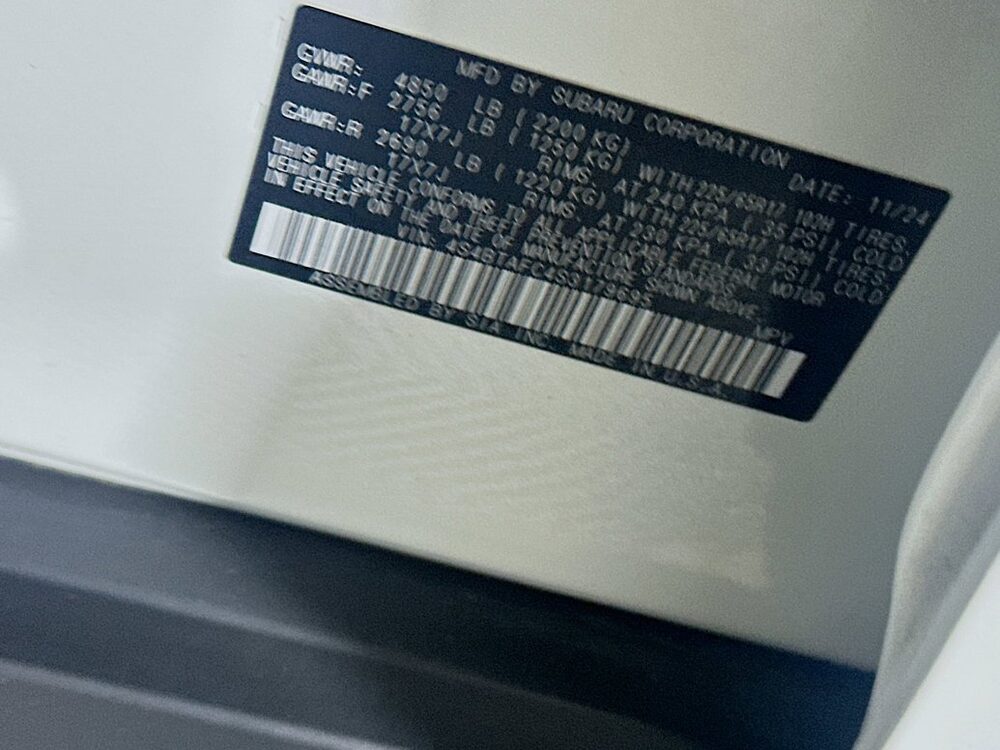 MFD BY SUBARU CORPORATION DATE: 11/24
GVWR: 4850 LB ( 2200 KG)
GAWR:F 2756 LB ( 1250 KG) WITH 225/65R17 102H TIRES,
17X7J RIMS, AT 240 KPA ( 35 PSI) COLD
GAWR:R 2690 LB ( 1220 KG) WITH 225/65R17 102H TIRES,
17X7J RIMS, AT 230 KPA ( 33 PSI) COLD
THIS VEHICLE CONFORMS TO ALL APPLICABLE FEDERAL MOTOR
VEHICLE SAFETY AND THEFT PREVENTION STANDARDS
IN EFFECT ON THE DATE OF MANUFACTURE SHOWN ABOVE.
VIN: MPV
ASSEMBLED BY SIA INC. MADE IN U.S.A.